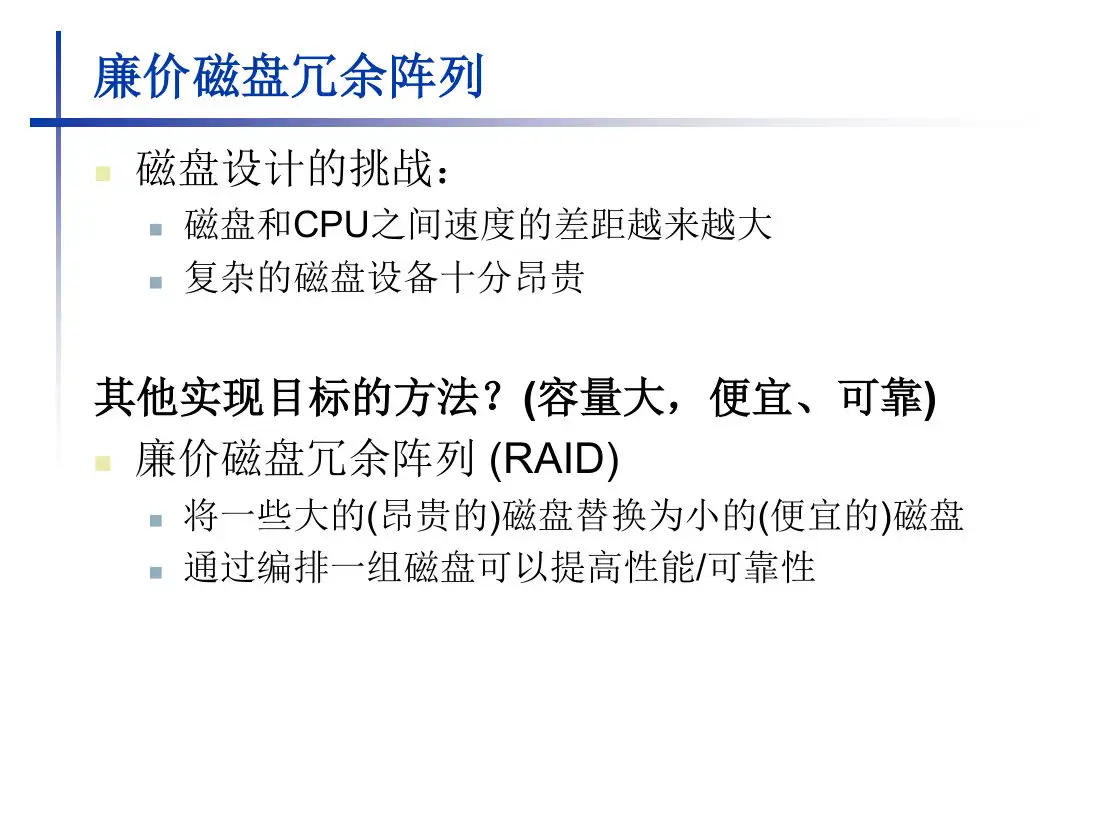 廉价磁盘冗余阵列
磁盘设计的挑战：
磁盘和CPU之间速度的差距越来越大
复杂的磁盘设备十分昂贵
其他实现目标的方法？(容量大，便宜、可靠)
廉价磁盘冗余阵列 (RAID)
将一些大的(昂贵的)磁盘替换为小的(便宜的)磁盘
通过编排一组磁盘可以提高性能/可靠性